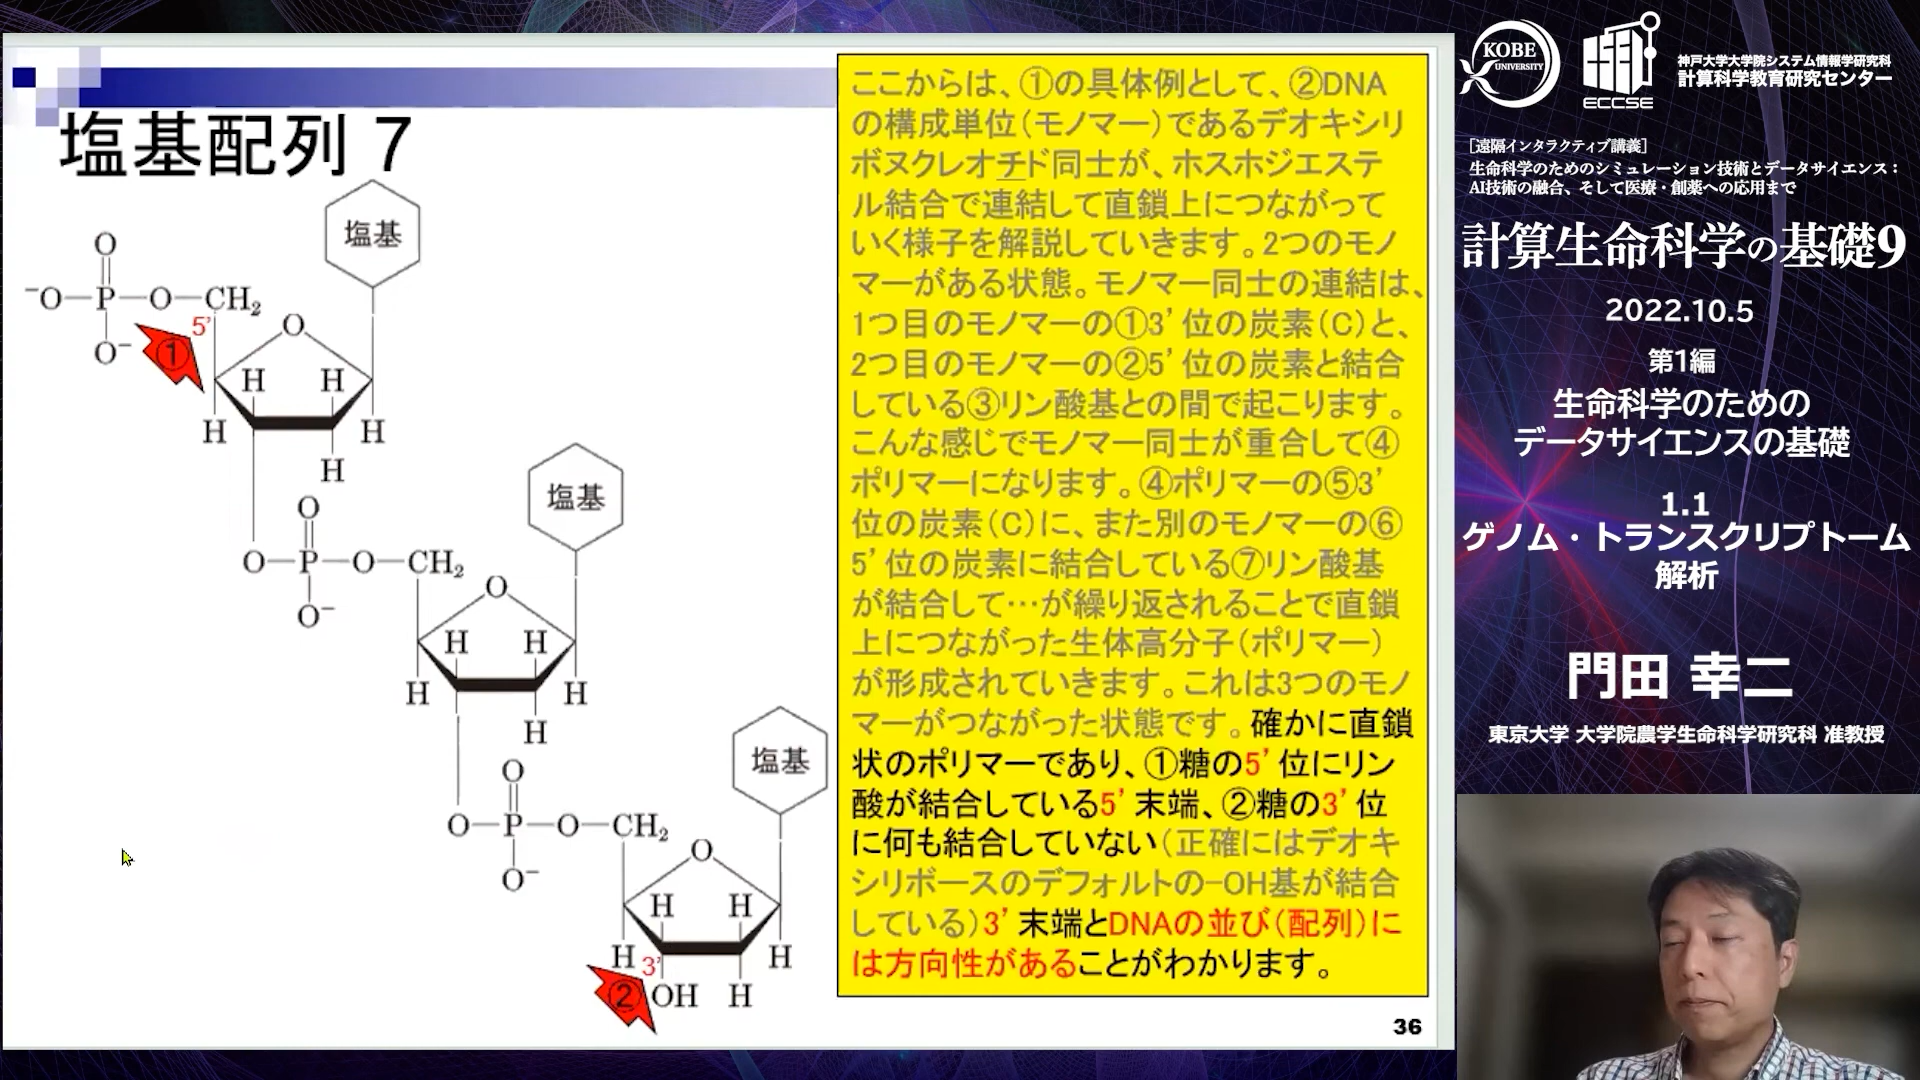 塩基配列 7
塩基
O
⁻O—P—O—CH₂
5’
O
O⁻
①
H H
H H
H
塩基
O
O—P—O—CH₂
O
O⁻
H H
H H
H
塩基
O
O—P—O—CH₂
O
O⁻
H H
H H
3’
②
OH H
ここからは、①の具体例として、②DNA
の構成単位(モノマー)であるデオキシリ
ボヌクレオチド同士が、ホスホジエステ
ル結合で連結して直鎖上につながって
いく様子を解説していきます。2つのモノ
マーがある状態。モノマー同士の連結は、
1つ目のモノマーの①3’位の炭素(C)と、
2つ目のモノマーの②5’位の炭素と結合
している③リン酸基との間で起こります。
こんな感じでモノマー同士が重合して④
ポリマーになります。④ポリマーの⑤3’
位の炭素(C)に、また別のモノマーの⑥
5’位の炭素に結合している⑦リン酸基
が結合して…が繰り返されることで直鎖
上につながった生体高分子(ポリマー)
が形成されていきます。これは3つのモノ
マーがつながった状態です。確かに直鎖
状のポリマーであり、①糖の5’位にリン
酸が結合している5’末端、②糖の3’位
に何も結合していない(正確にはデオキ
シリボースのデフォルトの-OH基が結合
している)3’末端とDNAの並び(配列)に
は方向性があることがわかります。
36
KOBE
UNIVERSITY
ECCSE
神戸大学大学院システム情報学研究科
計算科学教育研究センター
[遠隔インタラクティブ講義]
生命科学のためのシミュレーション技術とデータサイエンス：
AI技術の融合、そして医療・創薬への応用まで
計算生命科学の基礎9
2022.10.5
第1編
生命科学のための
データサイエンスの基礎
1.1
ゲノム・トランスクリプトーム
解析
門田 幸二
東京大学 大学院農学生命科学研究科 准教授